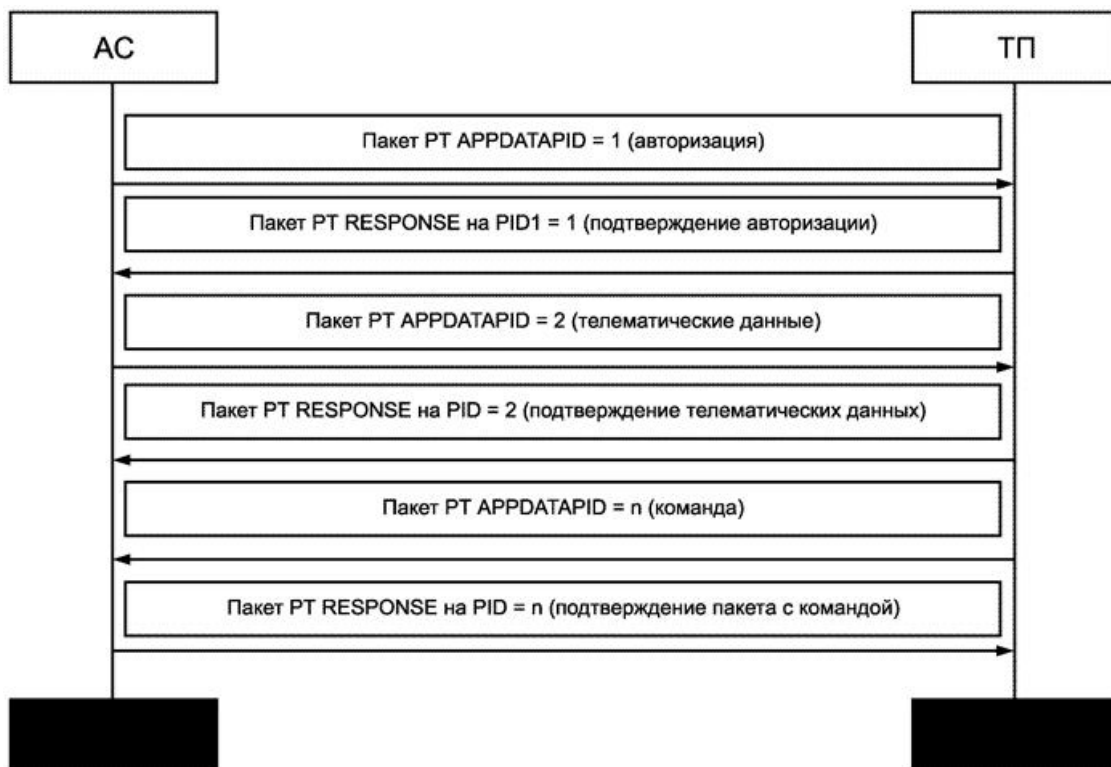 АС
ТП
Пакет PT APPDATAPID = 1 (авторизация)
Пакет PT RESPONSE на PID1 = 1 (подтверждение авторизации)
Пакет PT APPDATAPID = 2 (телематические данные)
Пакет PT RESPONSE на PID = 2 (подтверждение телематических данных)
Пакет PT APPDATAPID = n (команда)
Пакет PT RESPONSE на PID = n (подтверждение пакета с командой)